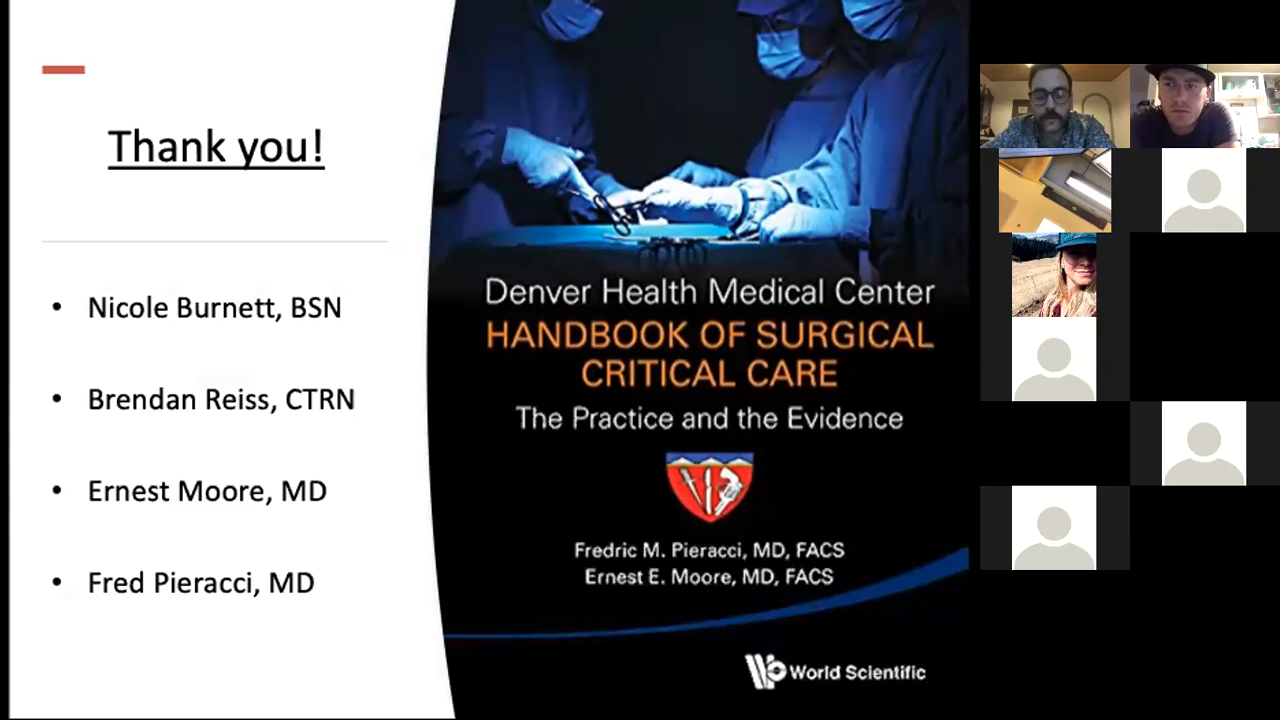 Thank you!
• Nicole Burnett, BSN
• Brendan Reiss, CTRN
• Ernest Moore, MD
• Fred Pieracci, MD
Denver Health Medical Center
HANDBOOK OF SURGICAL
CRITICAL CARE
The Practice and the Evidence
Fredric M. Pieracci, MD, FACS
Ernest E. Moore, MD, FACS
World Scientific